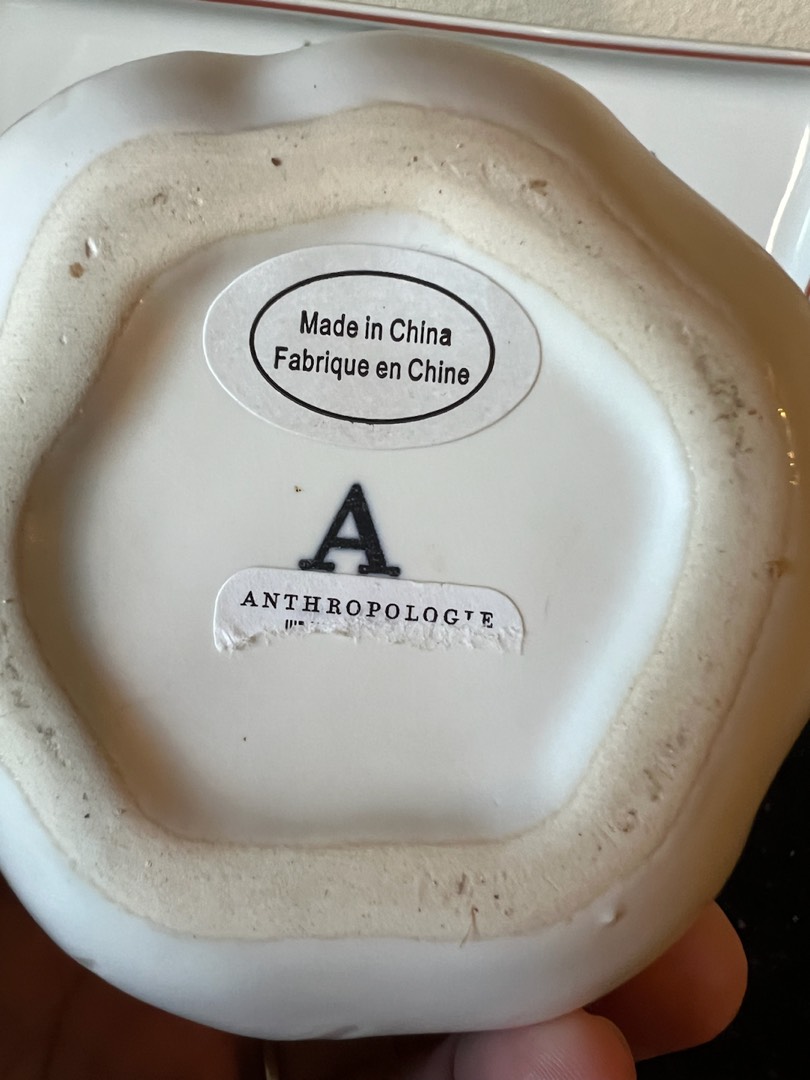 Made in China
Fabrique en Chine
A
ANTHROPOLOGIE